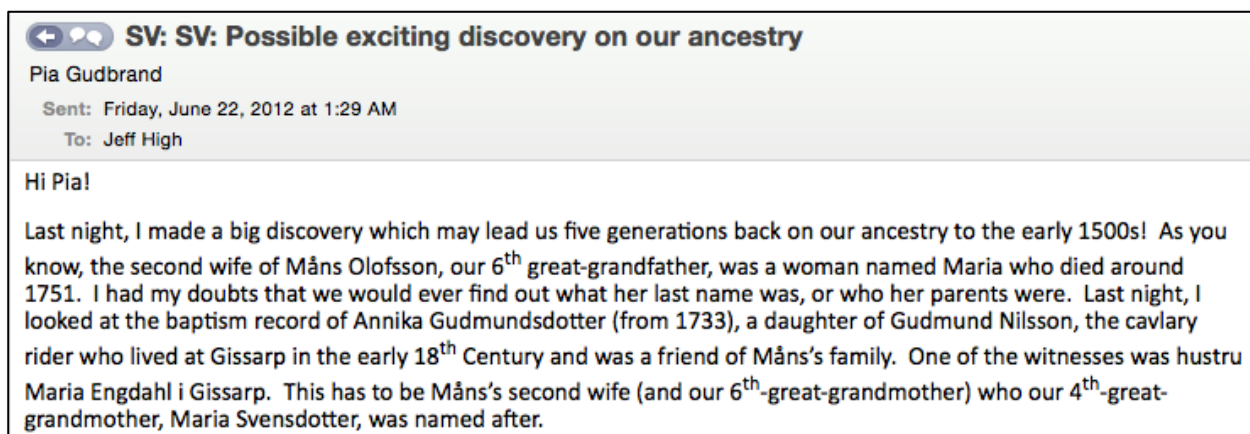 SV: SV: Possible exciting discovery on our ancestry
Pia Gudbrand
Sent: Friday, June 22, 2012 at 1:29 AM
To: Jeff High
Hi Pia!
Last night, I made a big discovery which may lead us five generations back on our ancestry to the early 1500s! As you
know, the second wife of Måns Olofsson, our 6th great-grandfather, was a woman named Maria who died around
1751. I had my doubts that we would ever find out what her last name was, or who her parents were. Last night, I
looked at the baptism record of Annika Gudmundsdotter (from 1733), a daughter of Gudmund Nilsson, the cavlary
rider who lived at Gissarp in the early 18th Century and was a friend of Måns's family. One of the witnesses was hustru
Maria Engdahl i Gissarp. This has to be Måns's second wife (and our 6th-great-grandmother) who our 4th-great-
grandmother, Maria Svensdotter, was named after.